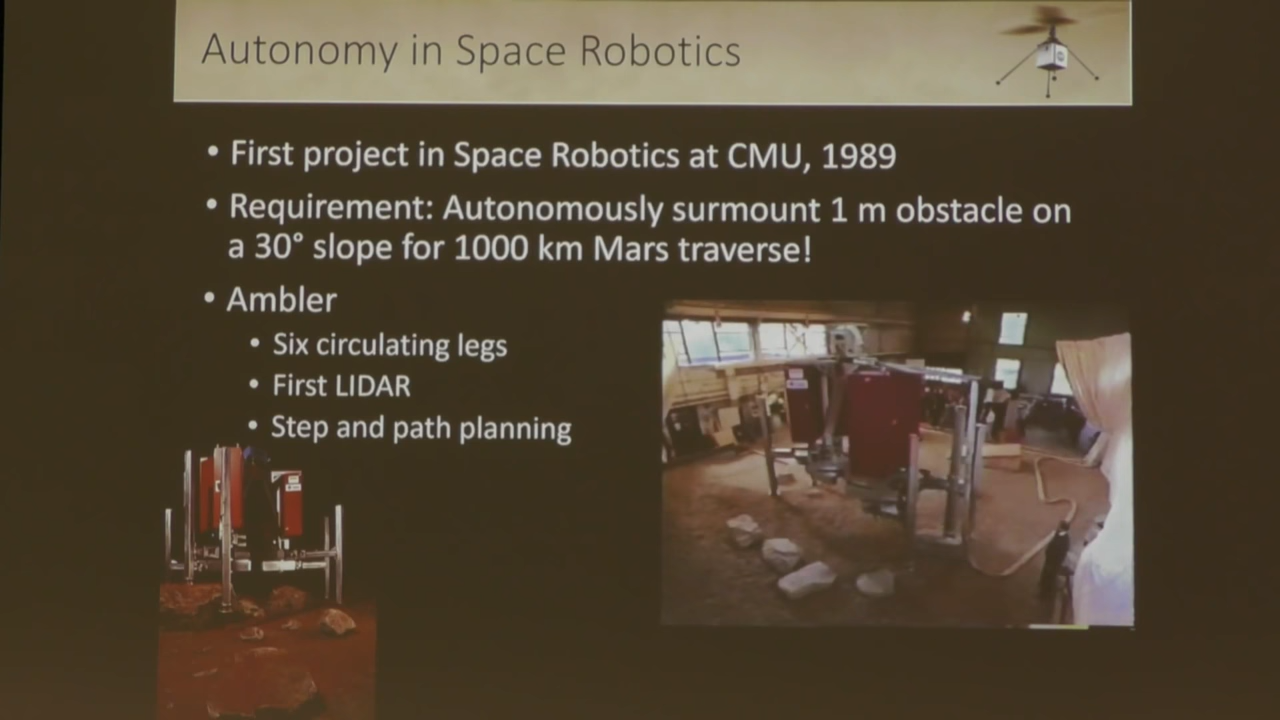 Autonomy in Space Robotics
• First project in Space Robotics at CMU, 1989
• Requirement: Autonomously surmount 1 m obstacle on
a 30° slope for 1000 km Mars traverse!
• Ambler
• Six circulating legs
• First LIDAR
• Step and path planning